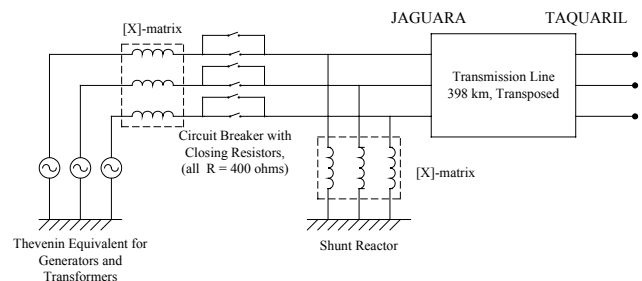 [X]-matrix
JAGUARA
TAQUARIL
Transmission Line
398 km, Transposed
Circuit Breaker with
Closing Resistors,
(all R = 400 ohms)
[X]-matrix
Thevenin Equivalent for
Generators and
Transformers
Shunt Reactor